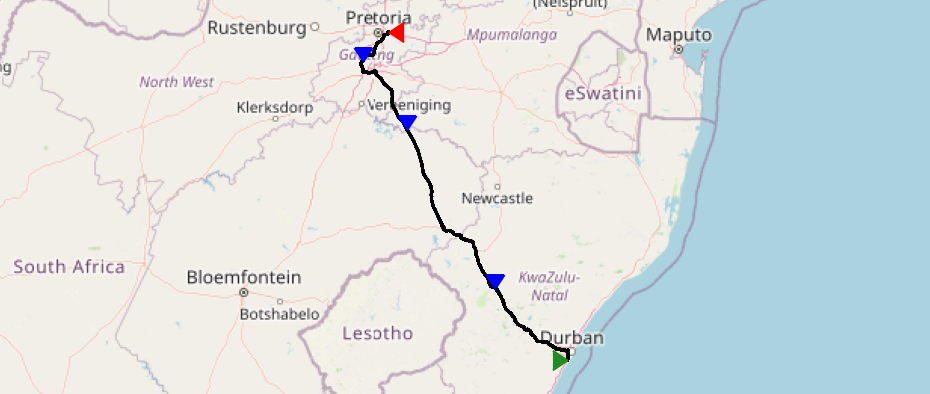 (Nelspruit)
Pretoria
Rustenburg
Mpumalanga
Maputo
ng
North West
eSwatini
Klerksdorp
Vereeniging
Newcastle
South Africa
Bloemfontein
KwaZulu-
Natal
Botshabelo
Lesotho
Durban